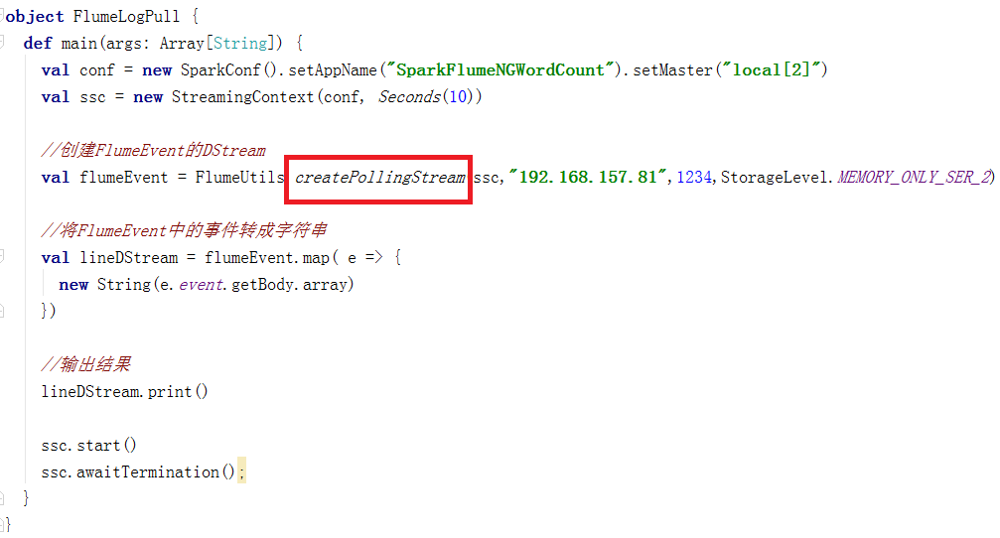 object FlumeLogPull {
def main(args: Array[String]) {
val conf = new SparkConf().setAppName("SparkFlumeNGWordCount").setMaster("local[2]")
val ssc = new StreamingContext(conf, Seconds(10))
//创建FlumeEvent的DStream
val flumeEvent = FlumeUtils createPollingStream ssc,"192.168.157.81",1234,StorageLevel.MEMORY_ONLY_SER_2)
//将FlumeEvent中的事件转成字符串
val lineDStream = flumeEvent.map( e => {
new String(e.event.getBody.array)
})
//输出结果
lineDStream.print()
ssc.start()
ssc.awaitTermination();
}
}